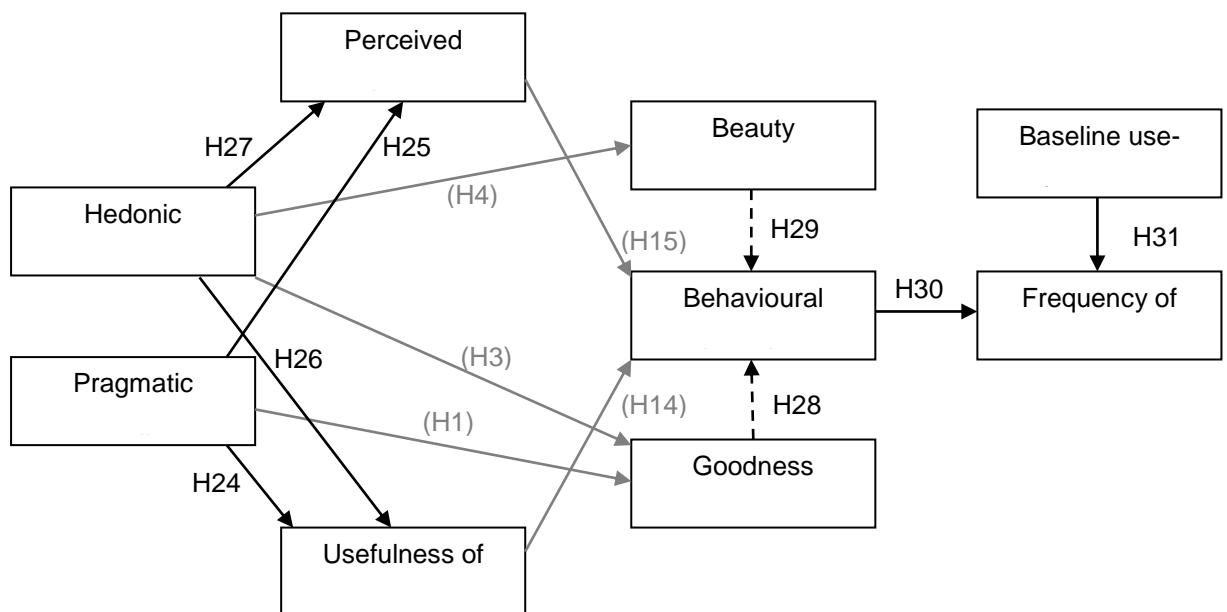 Perceived
Beauty
Baseline use-
H27
H25
(H4)
Hedonic
H29
(H15)
H31
Behavioural
H30
Frequency of
H26
(H3)
Pragmatic
(H14)
H28
(H1)
Goodness
H24
Usefulness of